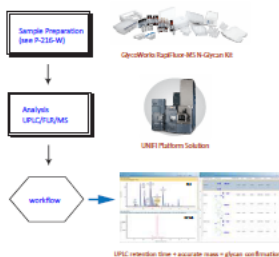 Sample Preparation
(see P-216-W)
GlycoWorks RapiFluor-MS N-Glycan Kit
Analysis
UPLC/FLR/MS
UNIFI Platform Solution
workflow
UPLC retention time + accurate mass = glycan confirmation